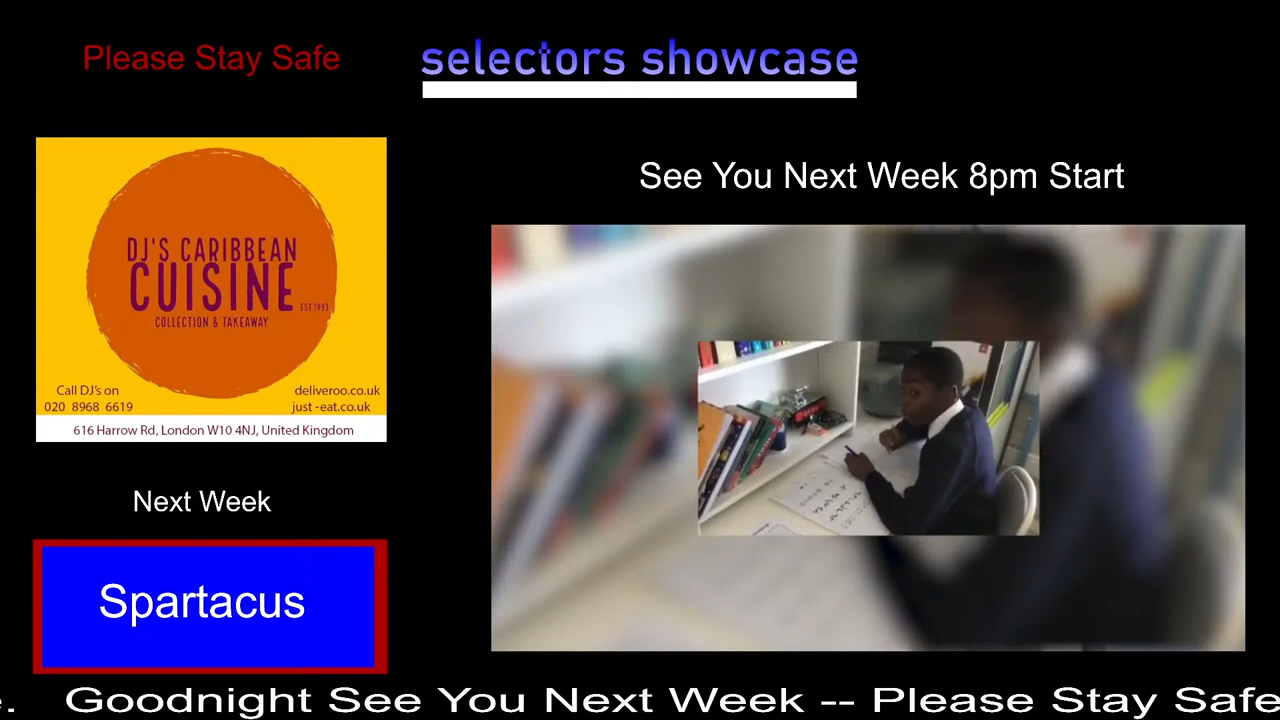 Please Stay Safe
selectors showcase
See You Next Week 8pm Start
DJ'S CARIBBEAN
CUISINE
EST.1993
COLLECTION & TAKEAWAY
Call DJ's on
020 8968 6619
deliveroo.co.uk
just -eat.co.uk
616 Harrow Rd, London W10 4NJ, United Kingdom
Next Week
Spartacus
e. Goodnight See You Next Week -- Please Stay Safe